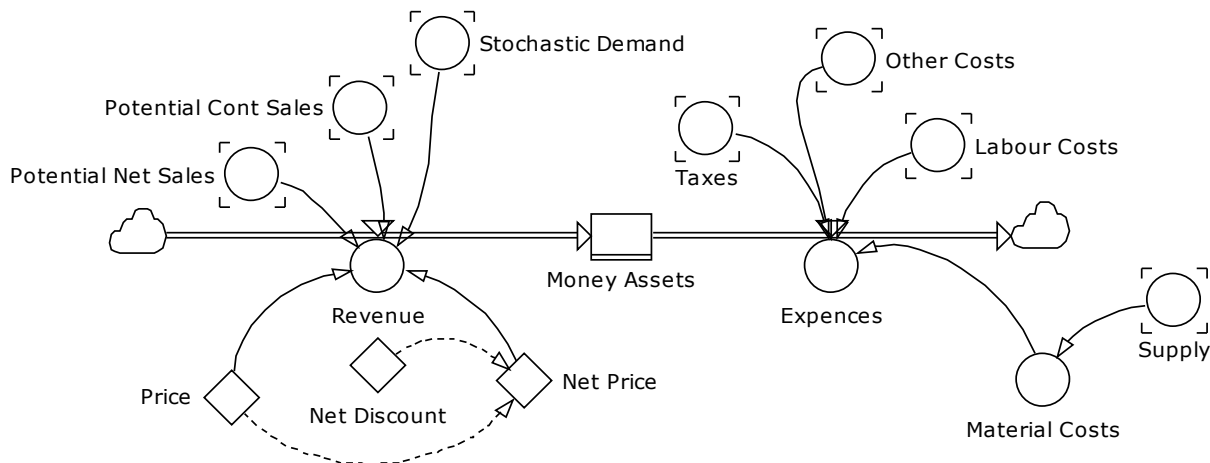 Stochastic Demand
Other Costs
Potential Cont Sales
Labour Costs
Potential Net Sales
Taxes
Money Assets
Revenue
Expences
Supply
Net Price
Price
Net Discount
Material Costs